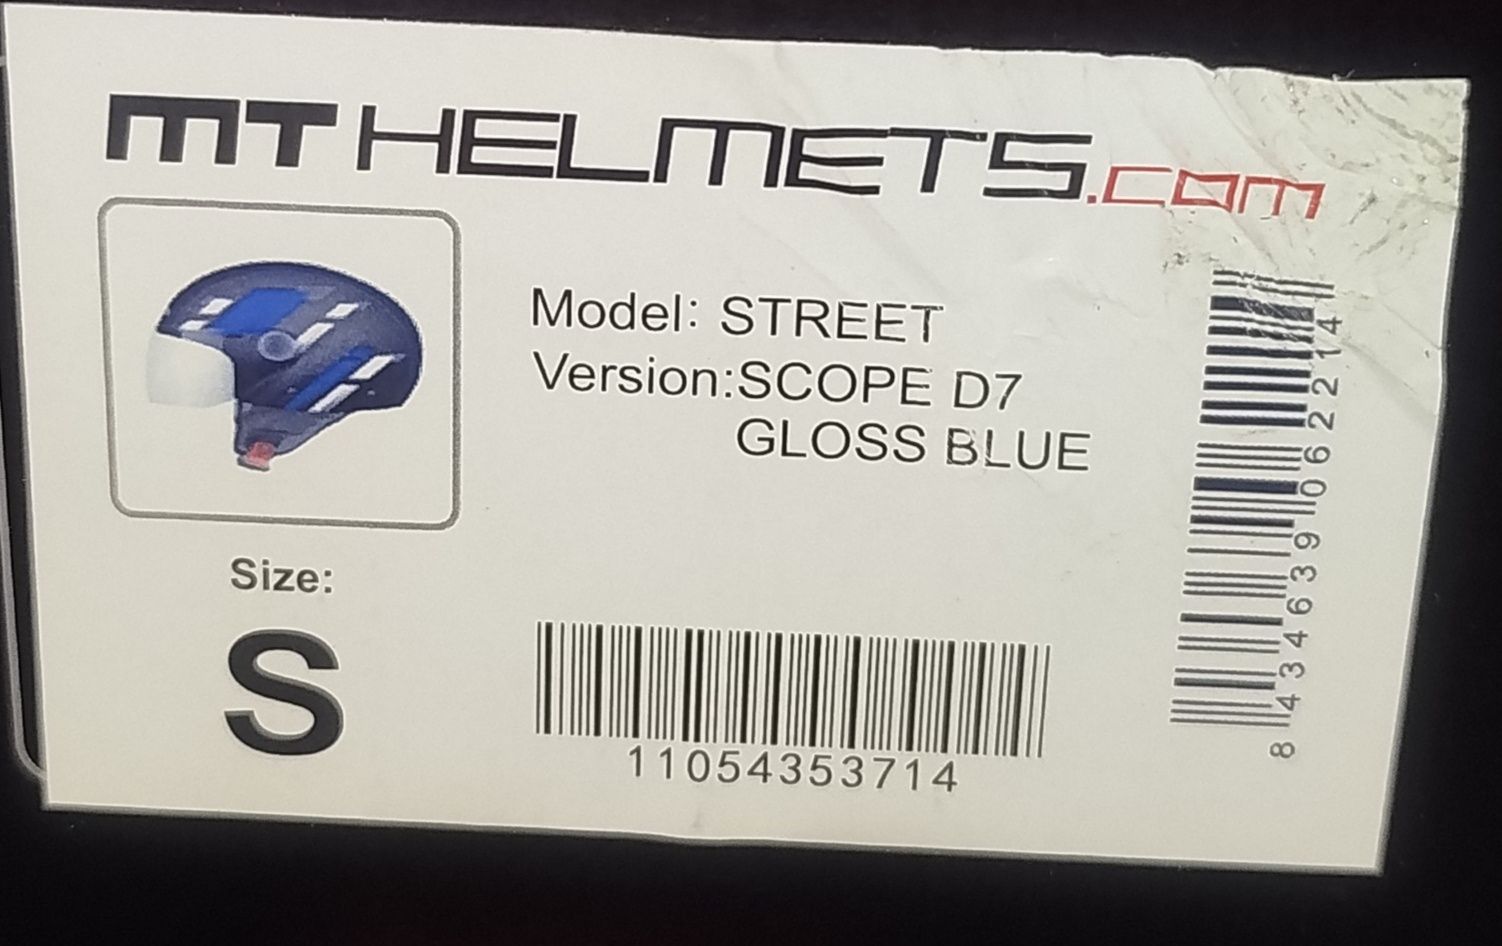 MT HELMETS.com
Model: STREET
Version:SCOPE D7
GLOSS BLUE
Size:
S
11054353714
8434639062214